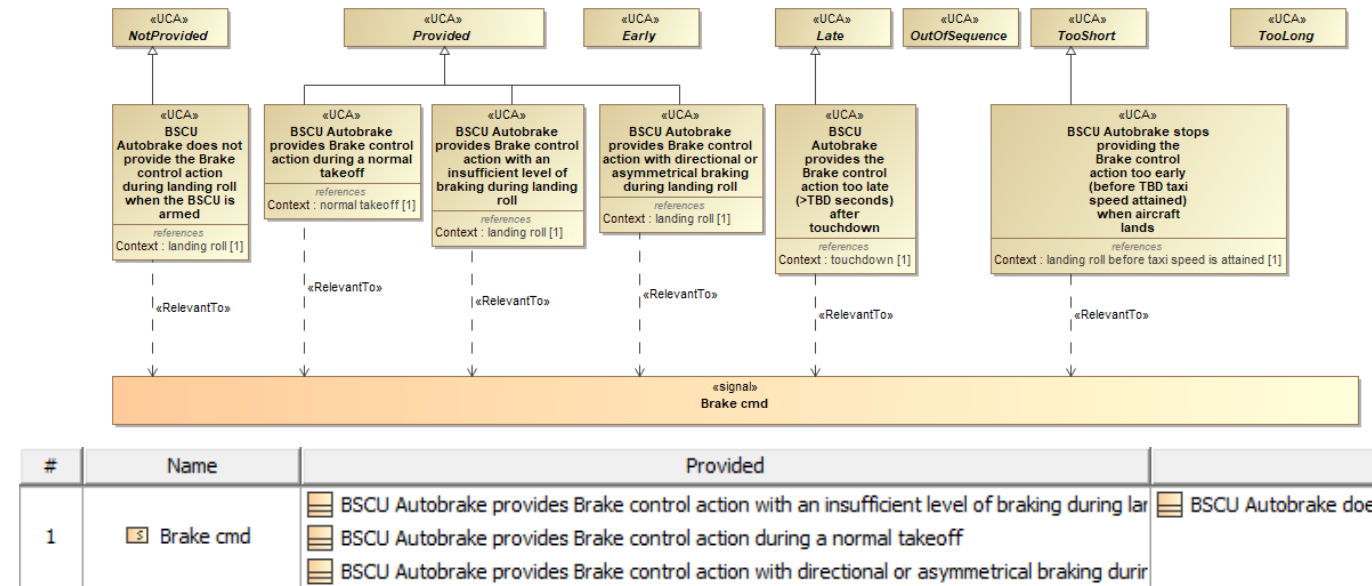 «UCA»
NotProvided
«UCA»
Provided
«UCA»
Early
«UCA»
Late
«UCA»
OutOfSequence
«UCA»
TooShort
«UCA»
TooLong
«UCA»
BSCU
Autobrake does not
provide the Brake
control action
during landing roll
when the BSCU is
armed
references
Context : landing roll [1]
«UCA»
BSCU Autobrake
provides Brake control
action during a normal
takeoff
references
Context : normal takeoff [1]
«UCA»
BSCU Autobrake
provides Brake control
action with an
insufficient level of
braking during landing
roll
references
Context : landing roll [1]
«UCA»
BSCU Autobrake
provides Brake control
action with directional or
asymmetrical braking
during landing roll
references
Context : landing roll [1]
«UCA»
BSCU
Autobrake
provides the
Brake control
action too late
(>TBD seconds)
after
touchdown
references
Context : touchdown [1]
«UCA»
BSCU Autobrake stops
providing the
Brake control
action too early
(before TBD taxi
speed attained)
when aircraft
lands
references
Context : landing roll before taxi speed is attained [1]
«RelevantTo»
«RelevantTo»
«RelevantTo»
«RelevantTo»
«RelevantTo»
«RelevantTo»
«signal»
Brake cmd
# Name Provided
1 S Brake cmd
BSCU Autobrake provides Brake control action with an insufficient level of braking during lar
BSCU Autobrake provides Brake control action during a normal takeoff
BSCU Autobrake provides Brake control action with directional or asymmetrical braking durir
BSCU Autobrake doe